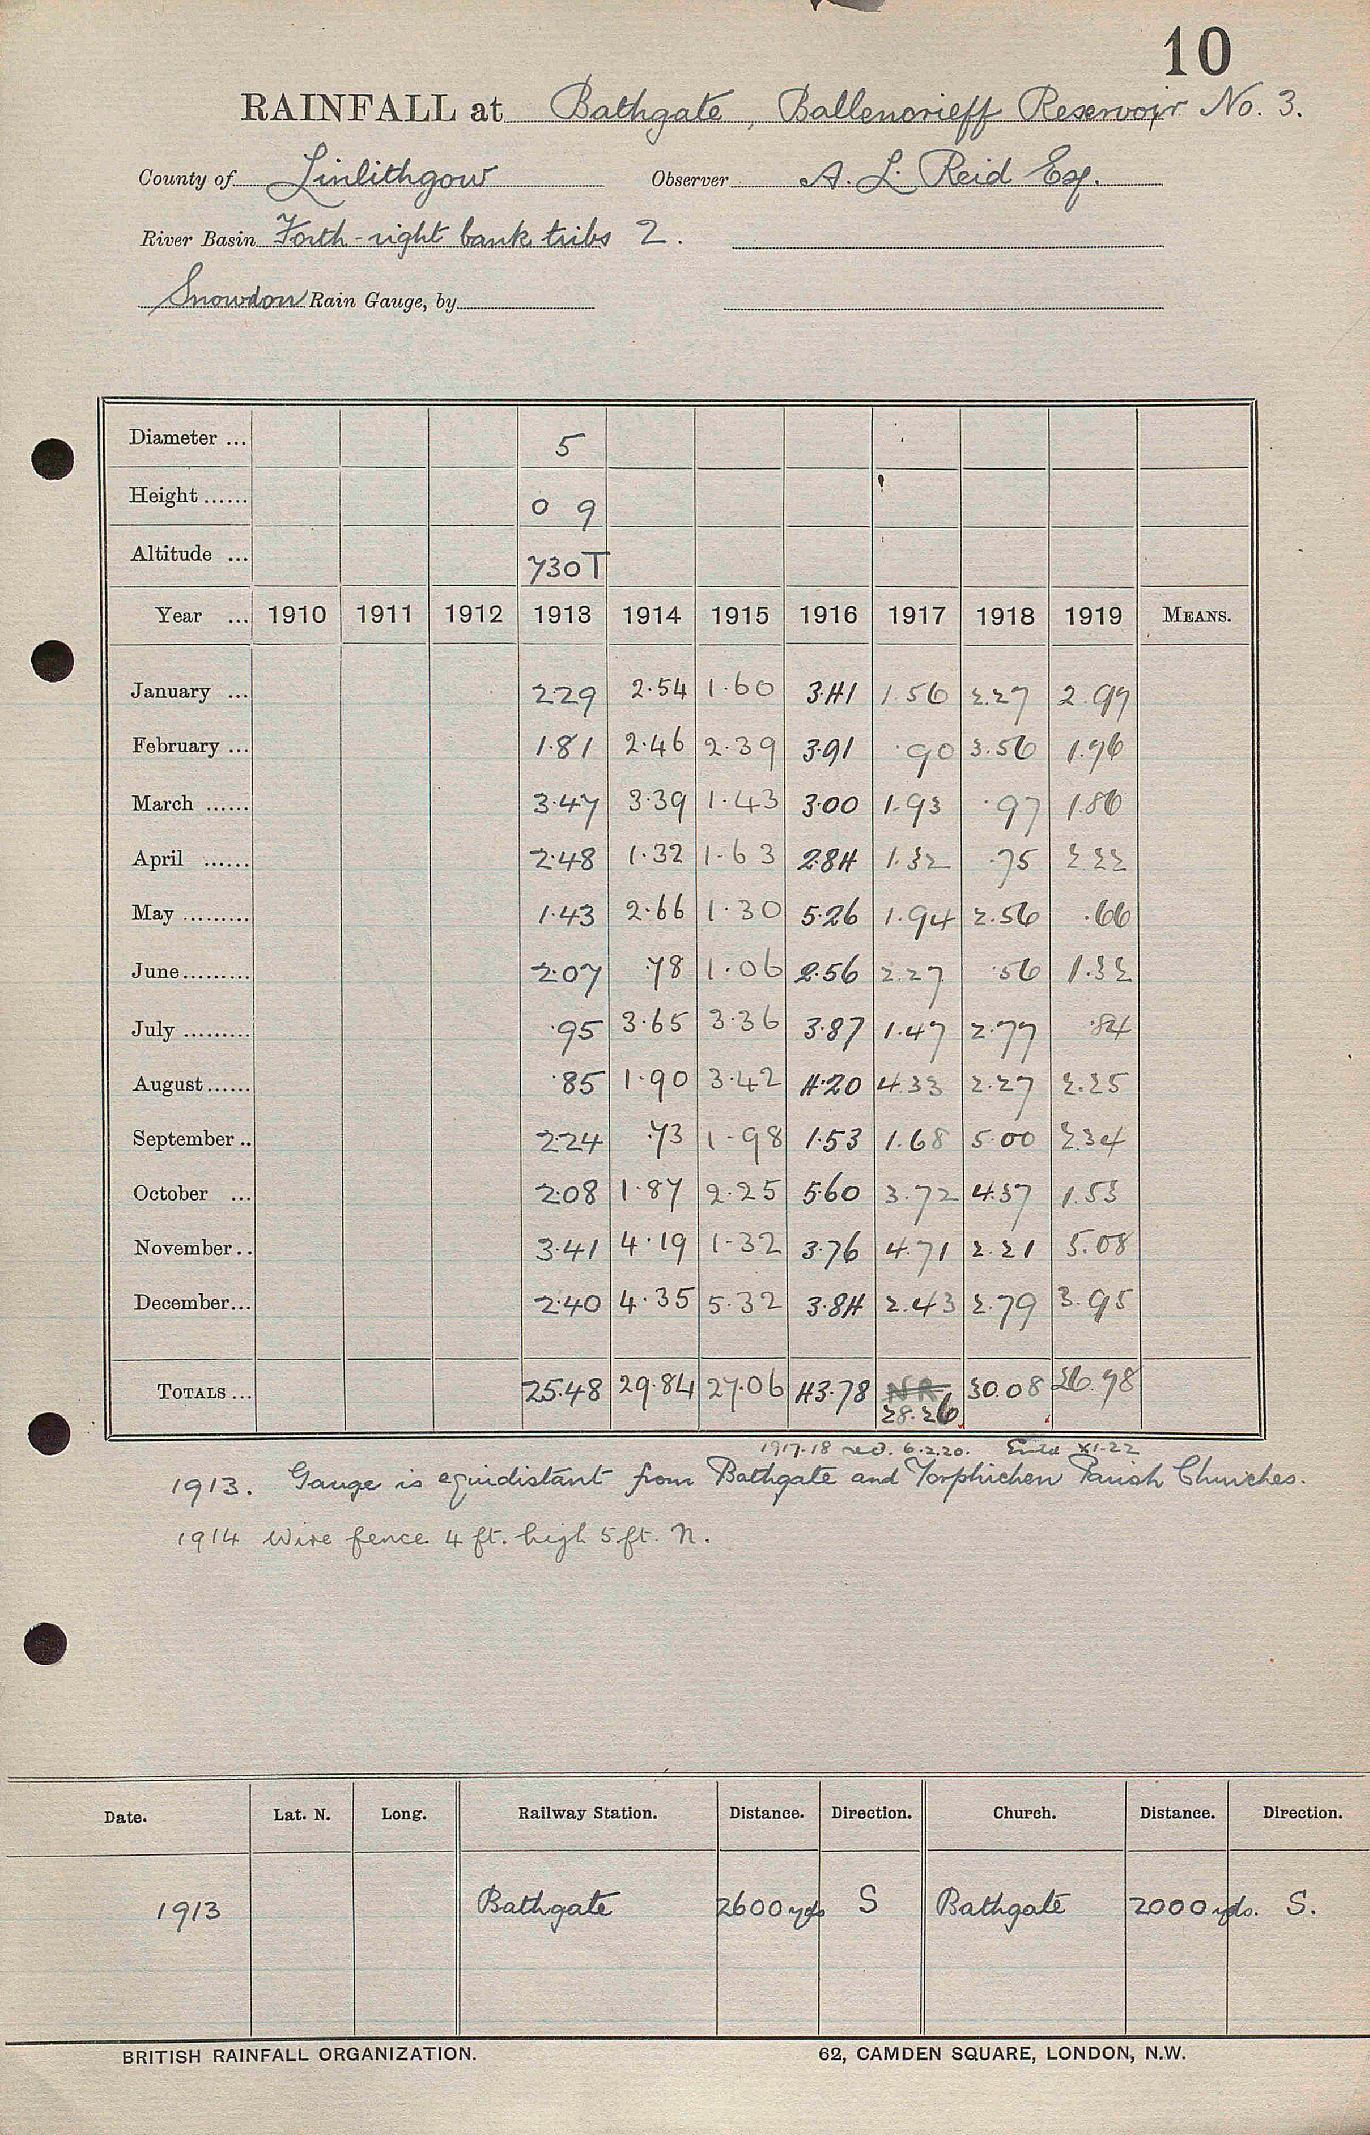 10
RAINFALL at Bathgate, Ballencrieff Reservoir No. 3.
County of Linlithgow Observer A. L. Reid Esq.
River Basin Forth-right bank tribs 2.
Snowdon Rain Gauge, by
Diameter ... 5
Height ...... 0 9
Altitude ... 730T
Year ... 1910 1911 1912 1913 1914 1915 1916 1917 1918 1919 MEANS.
January ... 2.29 2.54 1.60 3.41 1.56 2.27 2.97
February ... 1.81 2.46 2.39 3.91 .90 3.56 1.96
March ...... 3.47 3.39 1.43 3.00 1.93 .97 1.86
April ...... 2.48 1.32 1.63 2.84 1.32 .75 2.22
May ......... 1.43 2.66 1.30 5.26 1.94 2.56 .66
June......... 2.07 .78 1.06 2.56 2.27 .56 1.32
July ......... .95 3.65 3.36 3.87 1.47 2.77 .84
August...... .85 1.90 3.42 4.20 4.33 2.27 2.25
September .. 2.24 .73 1.98 1.53 1.68 5.00 2.34
October ... 2.08 1.87 2.25 5.60 3.72 4.37 1.53
November.. 3.41 4.19 1.32 3.76 4.71 2.21 5.08
December... 2.40 4.35 5.32 3.84 2.43 2.79 3.95
TOTALS ... 25.48 29.84 27.06 43.78 NR 30.08 26.98
28.26
1917-18 recd. 6.2.20. XI-22
1913. Gauge is equidistant from Bathgate and Torphichen Parish Churches.
1914 Wire fence 4 ft. high 5 ft. N.
Date. Lat. N. Long. Railway Station. Distance. Direction. Church. Distance. Direction.
1913 Bathgate 2600 yds S Bathgate 2000 yds. S.
BRITISH RAINFALL ORGANIZATION. 62, CAMDEN SQUARE, LONDON, N.W.